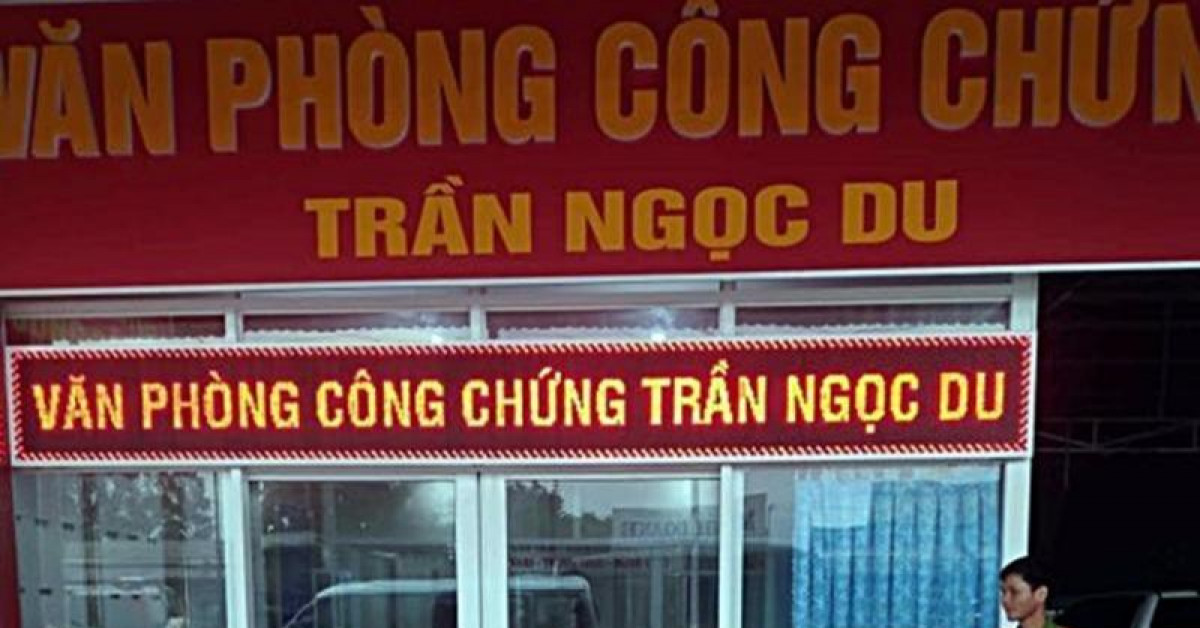 VĂN PHÒNG CÔNG CHỨN
TRẦN NGỌC DU
VĂN PHÒNG CÔNG CHỨNG TRẦN NGỌC DU